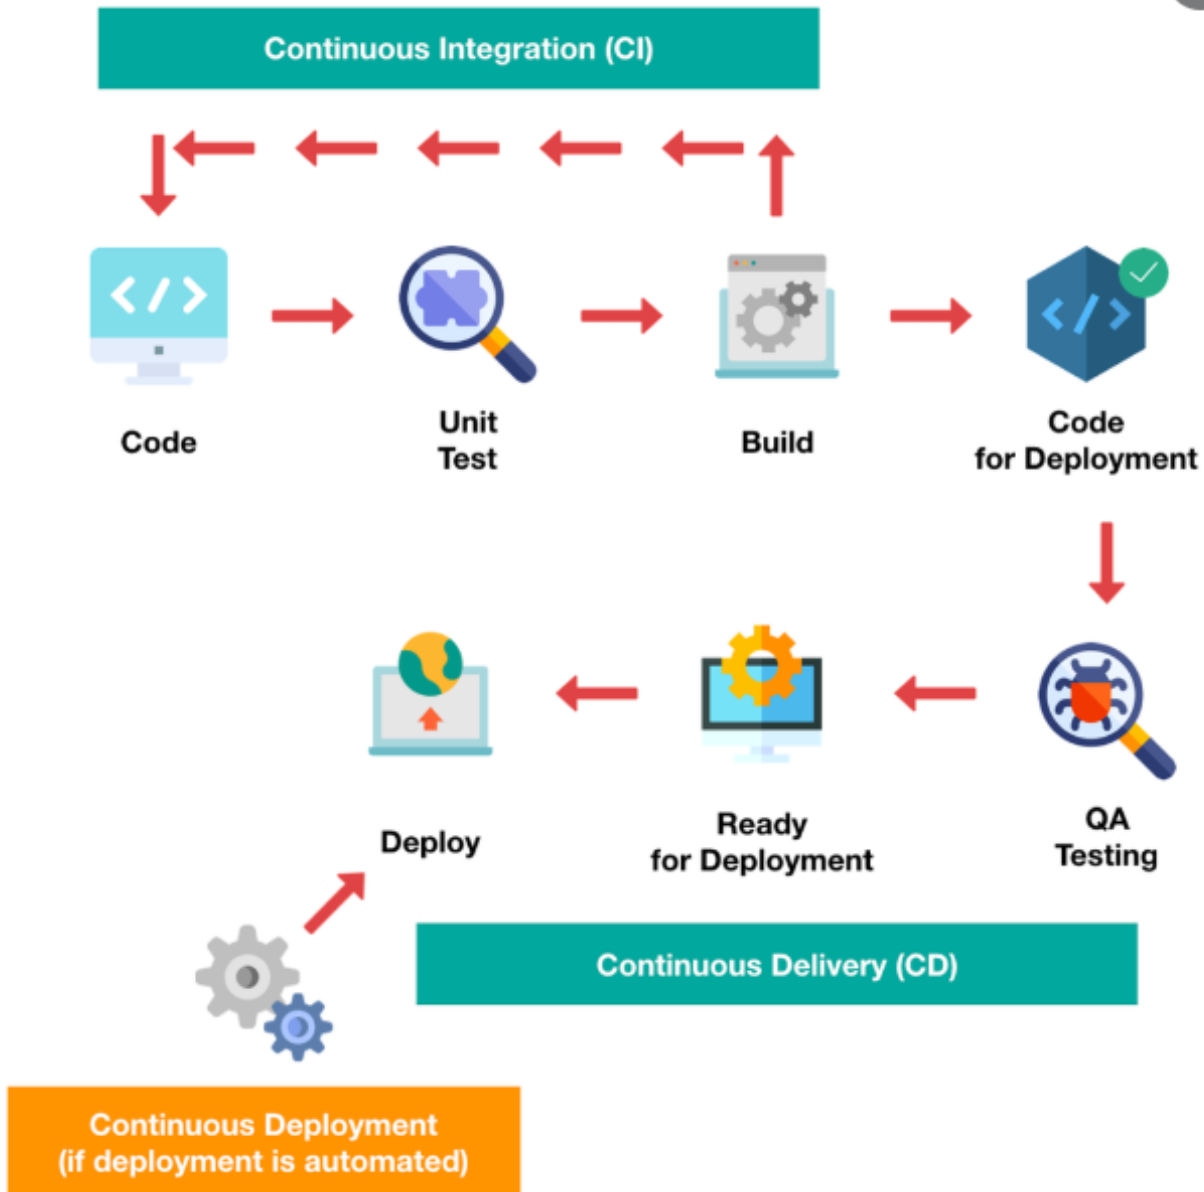 Continuous Integration (CI)
</>
</>
Code
Unit
Test
Build
Code
for Deployment
Deploy
Ready
for Deployment
QA
Testing
Continuous Delivery (CD)
Continuous Deployment
(if deployment is automated)